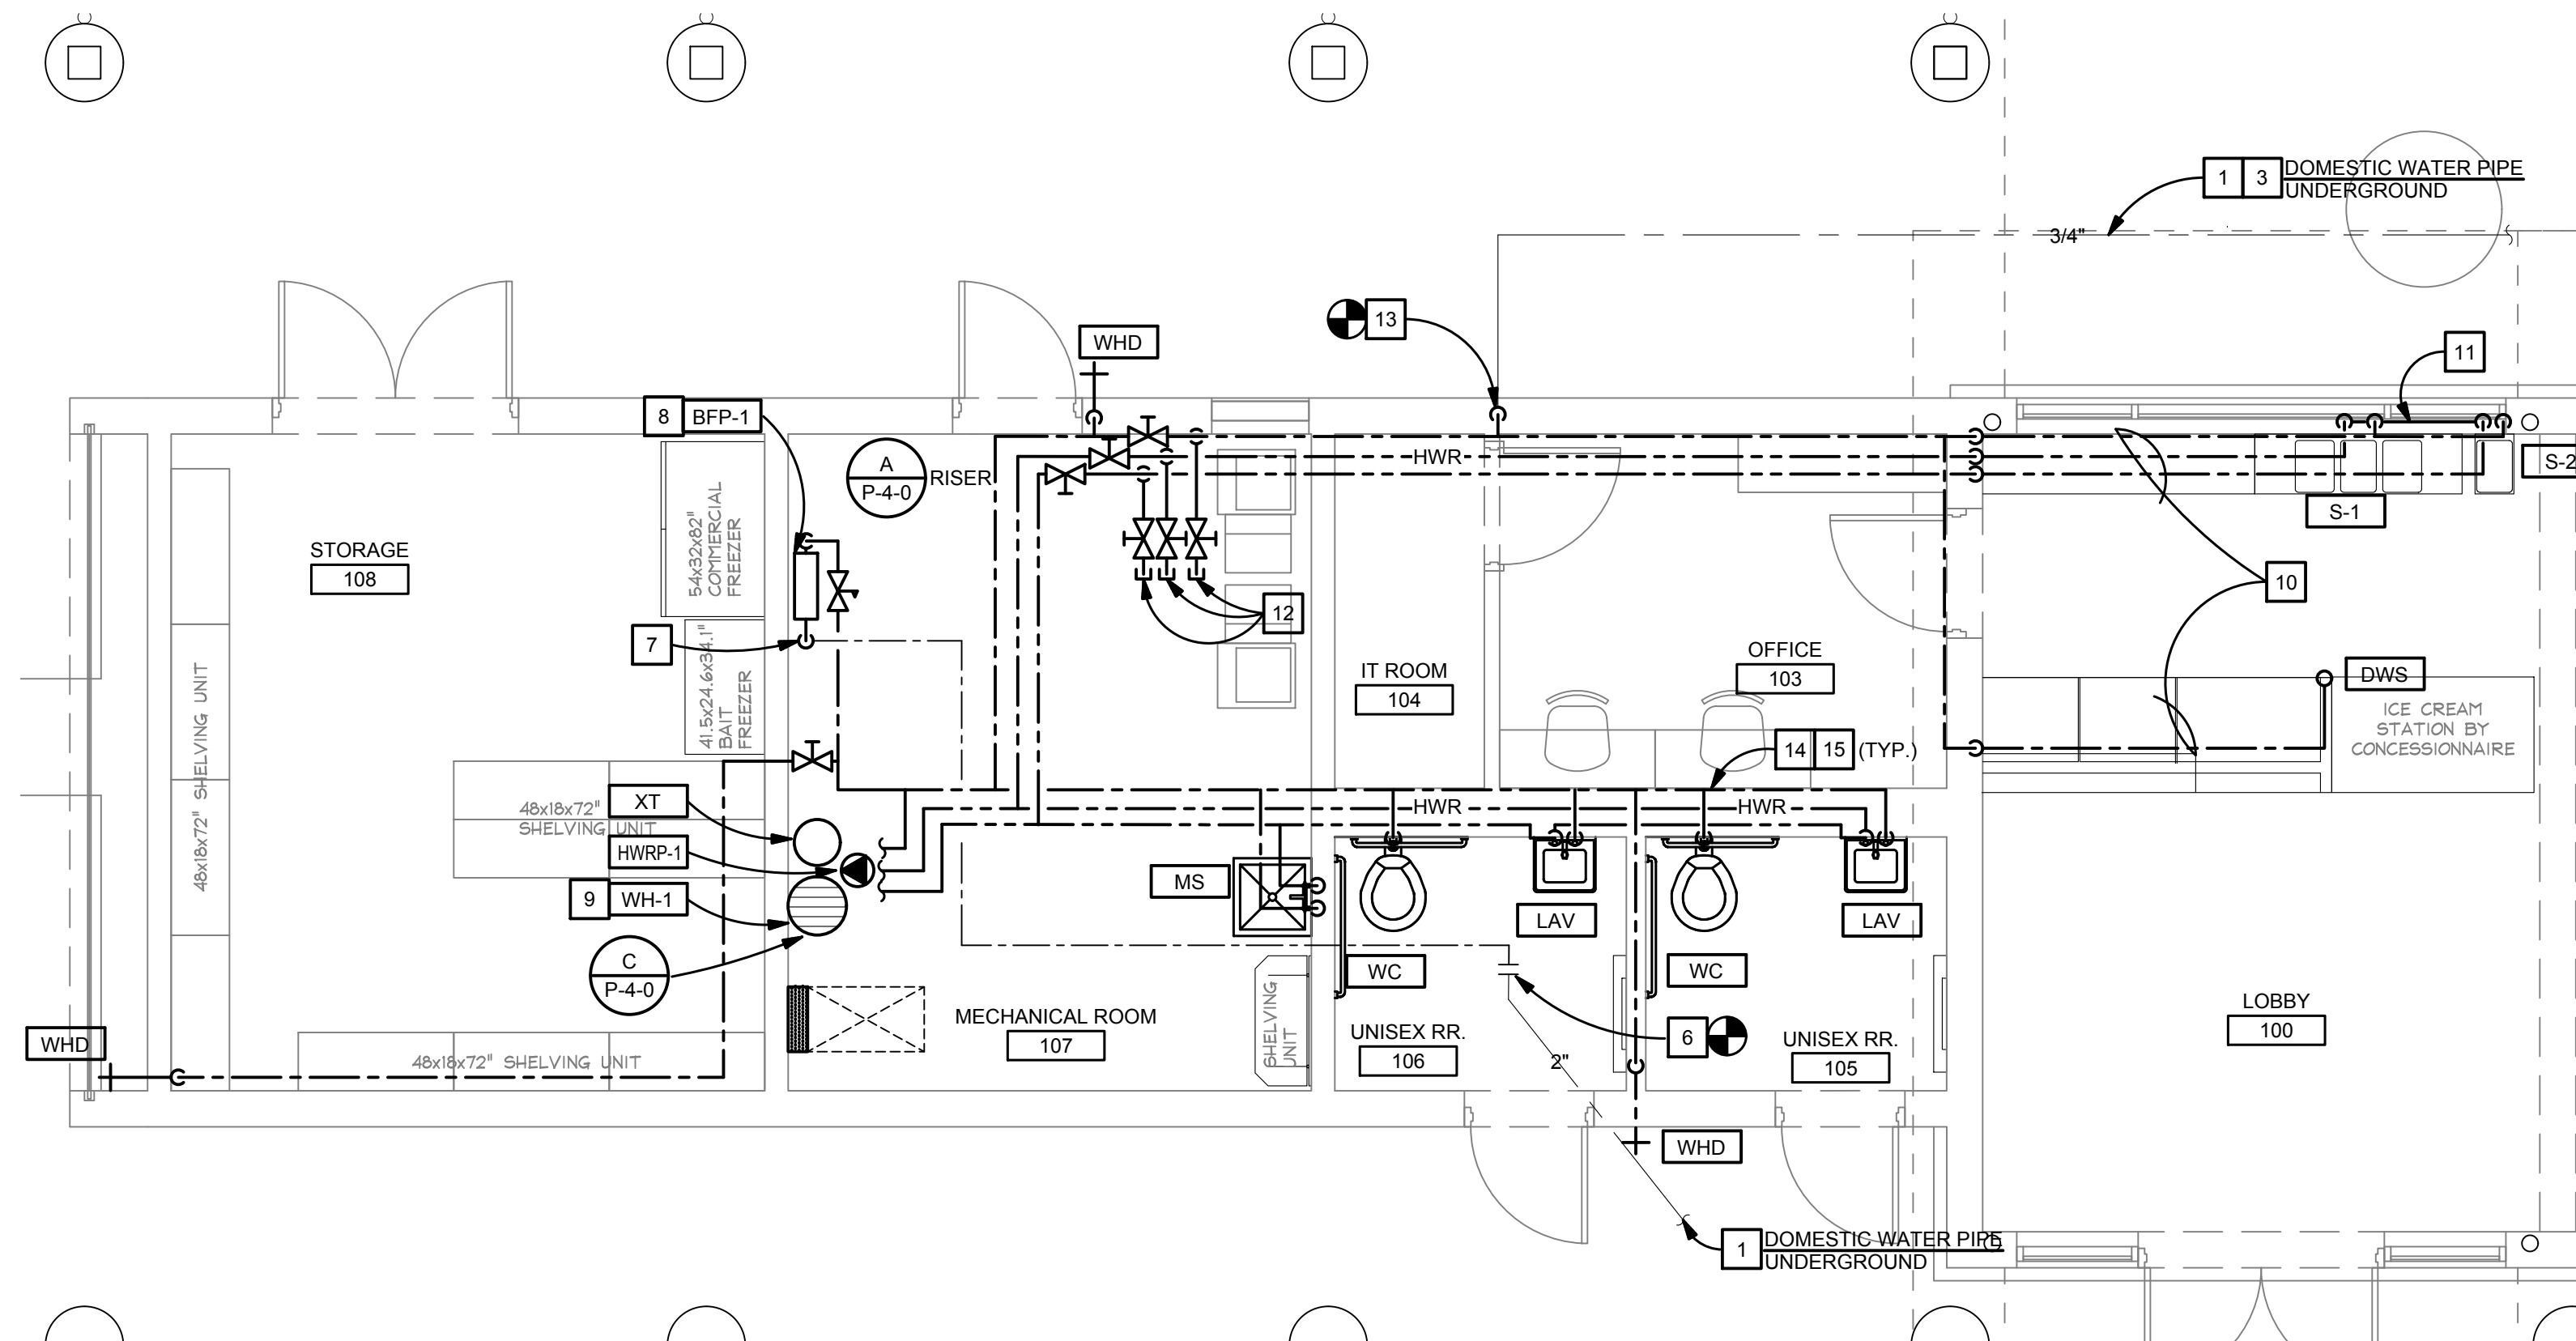 1 3 DOMESTIC WATER PIPE
UNDERGROUND
3/4"
13
WHD
11
8 BFP-1
A
P-4-0
RISER
HWR
S-2
S-1
54x32x82"
COMMERCIAL
FREEZER
STORAGE
108
10
12
7
41.5x24.6x34.1"
BAIT
FREEZER
OFFICE
103
IT ROOM
104
DWS
ICE CREAM
STATION BY
CONCESSIONNAIRE
48x18x72" SHELVING UNIT
14 15 (TYP.)
XT
48x18x72"
SHELVING UNIT
HWR
HWR
HWRP-1
9 WH-1
MS
LAV
LAV
C
P-4-0
WC
WC
MECHANICAL ROOM
107
SHELVING
UNIT
UNISEX RR.
106
6
UNISEX RR.
105
LOBBY
100
WHD
48x18x72" SHELVING UNIT
2"
WHD
1 DOMESTIC WATER PIPE
UNDERGROUND